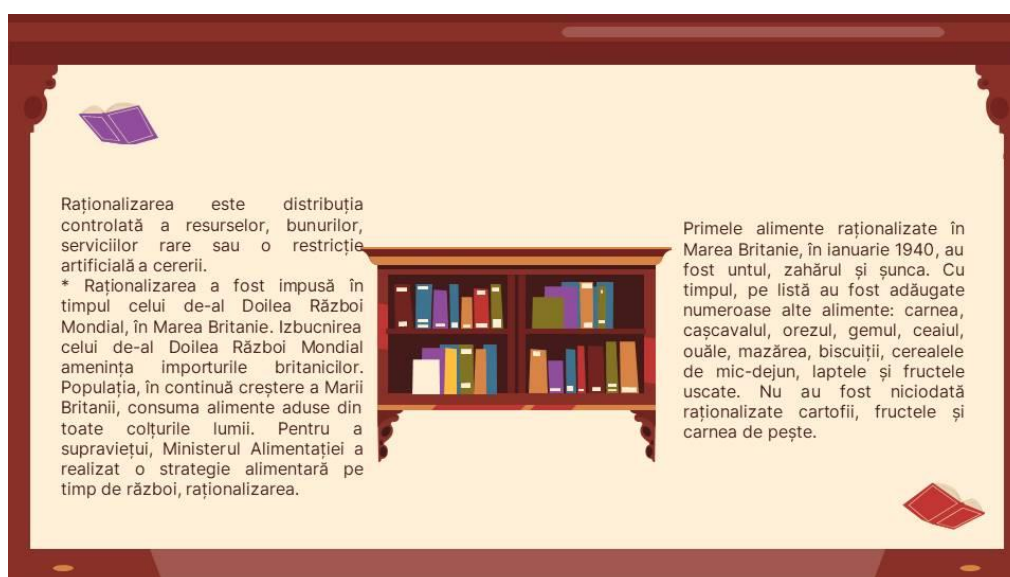 Raționalizarea este distribuția
controlată a resurselor, bunurilor,
serviciilor rare sau o restricție
artificială a cererii.
* Raționalizarea a fost impusă în
timpul celui de-al Doilea Război
Mondial, în Marea Britanie. Izbucnirea
celui de-al Doilea Război Mondial
amenința importurile britanicilor.
Populația, în continuă creștere a Marii
Britanii, consuma alimente aduse din
toate colțurile lumii. Pentru a
supraviețui, Ministerul Alimentației a
realizat o strategie alimentară pe
timp de război, raționalizarea.
Primele alimente raționalizate în
Marea Britanie, în ianuarie 1940, au
fost untul, zahărul și șunca. Cu
timpul, pe listă au fost adăugate
numeroase alte alimente: carnea,
cașcavalul, orezul, gemul, ceaiul,
ouăle, mazărea, biscuiții, cerealele
de mic-dejun, laptele și fructele
uscate. Nu au fost niciodată
raționalizate cartofii, fructele și
carnea de pește.